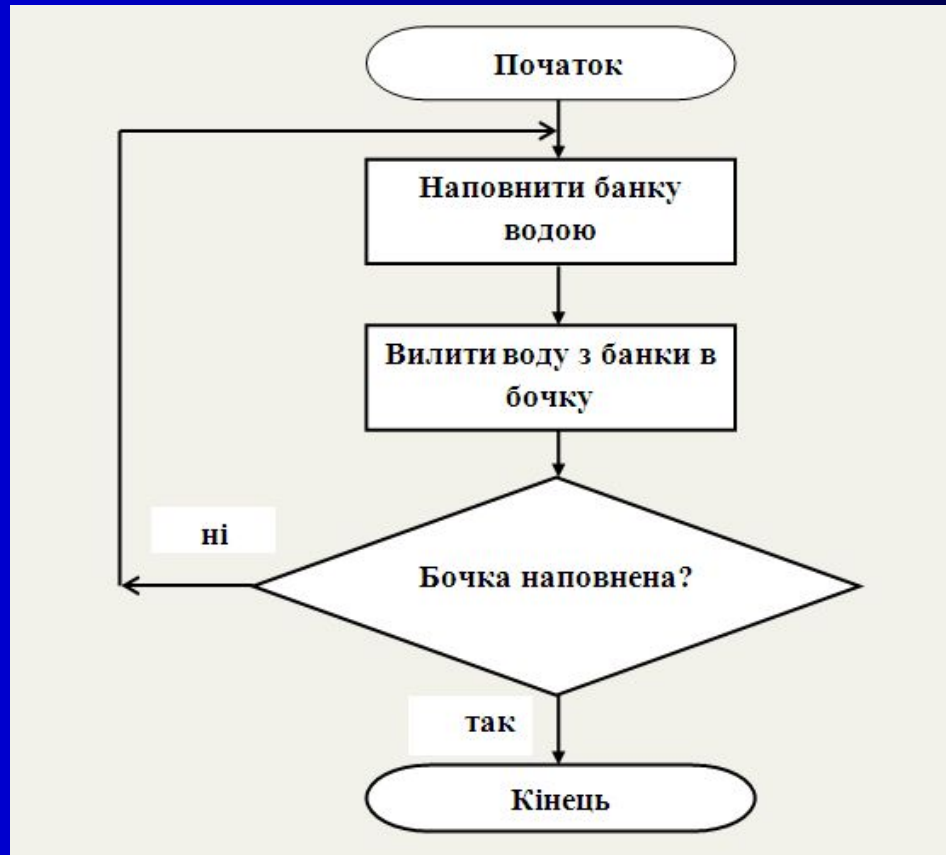 Початок
Наповнити банку
водою
Вилити воду з банки в
бочку
ні
Бочка наповнена?
так
Кінець